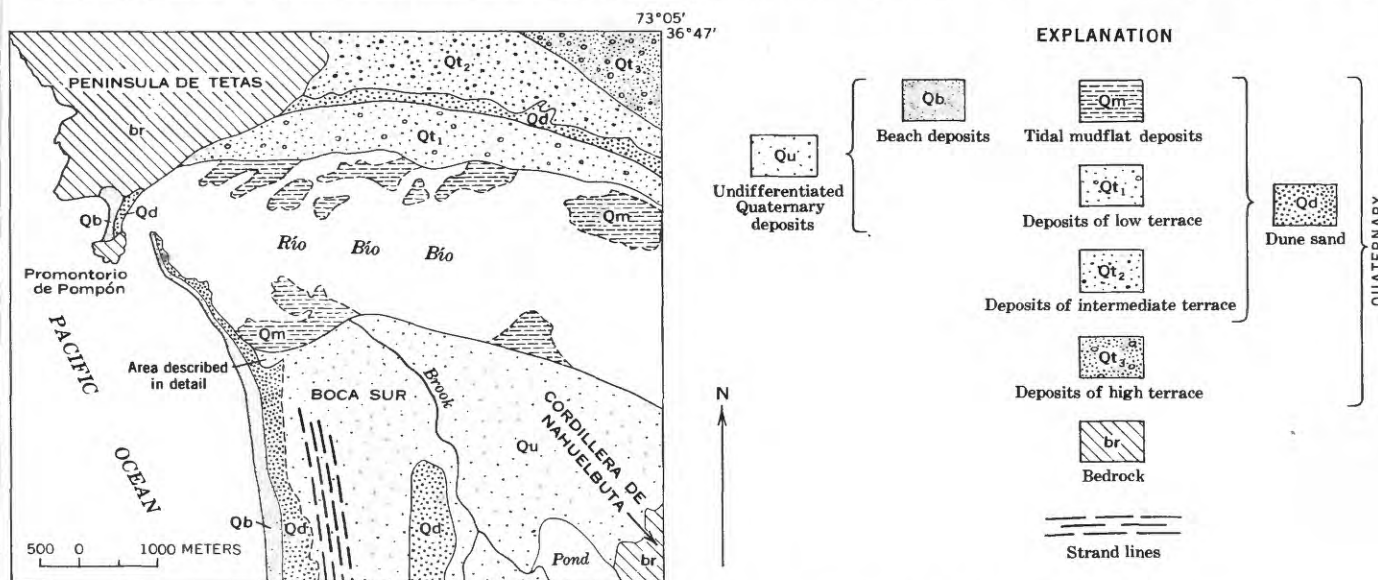 73°05'
36°47'
PENINSULA DE TETAS
br
Qt2
Qt3
Qd
Qt1
Qb
Qd
Qm
Río Bío Bío
Promontorio
de Pompón
PACIFIC
OCEAN
Qm
Area described
in detail
BOCA SUR
Brook
Qu
CORDILLERA DE
NAHUELBUTA
Qb
Qd
Qd
Pond
br
500 0 1000 METERS
EXPLANATION
Qu
Undifferentiated
Quaternary
deposits
Qb
Beach deposits
Qm
Tidal mudflat deposits
Qt1
Deposits of low terrace
Qt2
Deposits of intermediate terrace
Qt3
Deposits of high terrace
br
Bedrock
Strand lines
Qd
Dune sand
QUATERNARY
N